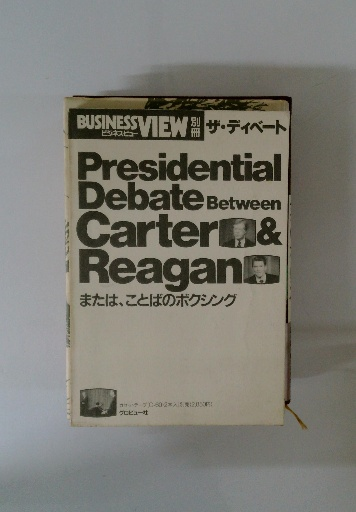 BUSINESS VIEW 別冊 ザ・ディベート
ビジネスビュー
Presidential
Debate Between
Carter &
Reagan
または、ことばのボクシング
グロビュー社